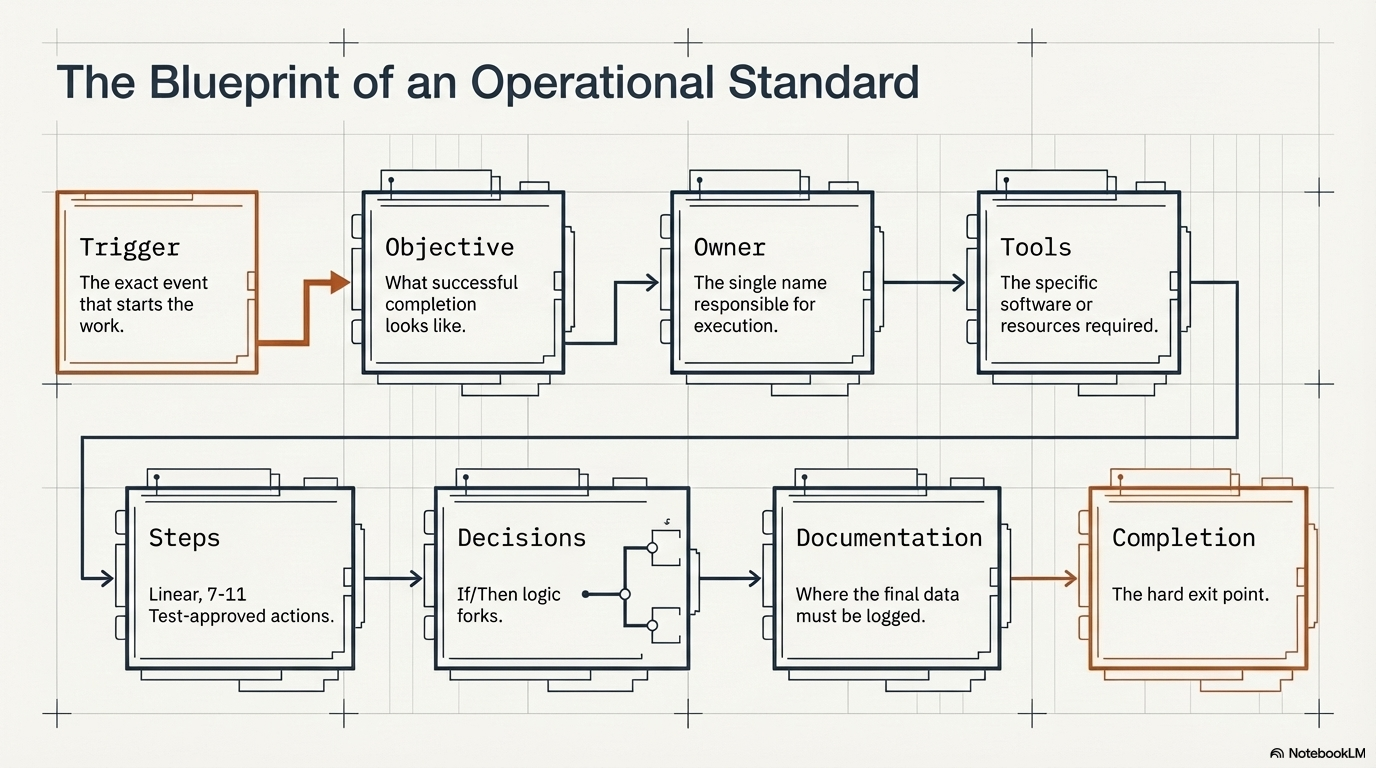 The Blueprint of an Operational Standard
Trigger
The exact event
that starts the
work.
Objective
What successful
completion
looks like.
Owner
The single name
responsible for
execution.
Tools
The specific
software or
resources required.
Steps
Linear, 7-11
Test-approved actions.
Decisions
If/Then logic
forks.
Documentation
Where the final data
must be logged.
Completion
The hard exit point.
NotebookLM